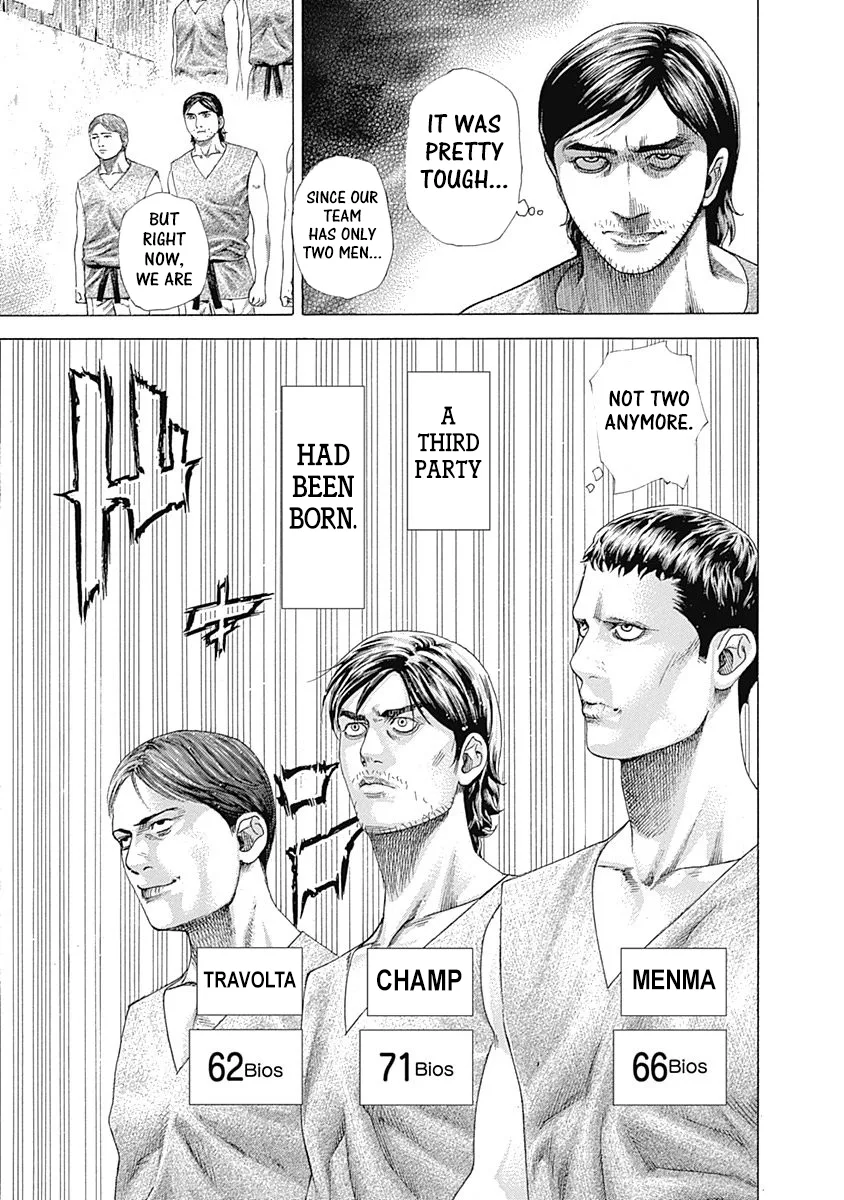 IT WAS
PRETTY
TOUGH...
SINCE OUR
TEAM
HAS ONLY
TWO MEN...
BUT
RIGHT
NOW,
WE ARE
NOT TWO
ANYMORE.
A
THIRD
PARTY
HAD
BEEN
BORN.
MENMA
66Bios
CHAMP
71Bios
TRAVOLTA
62Bios